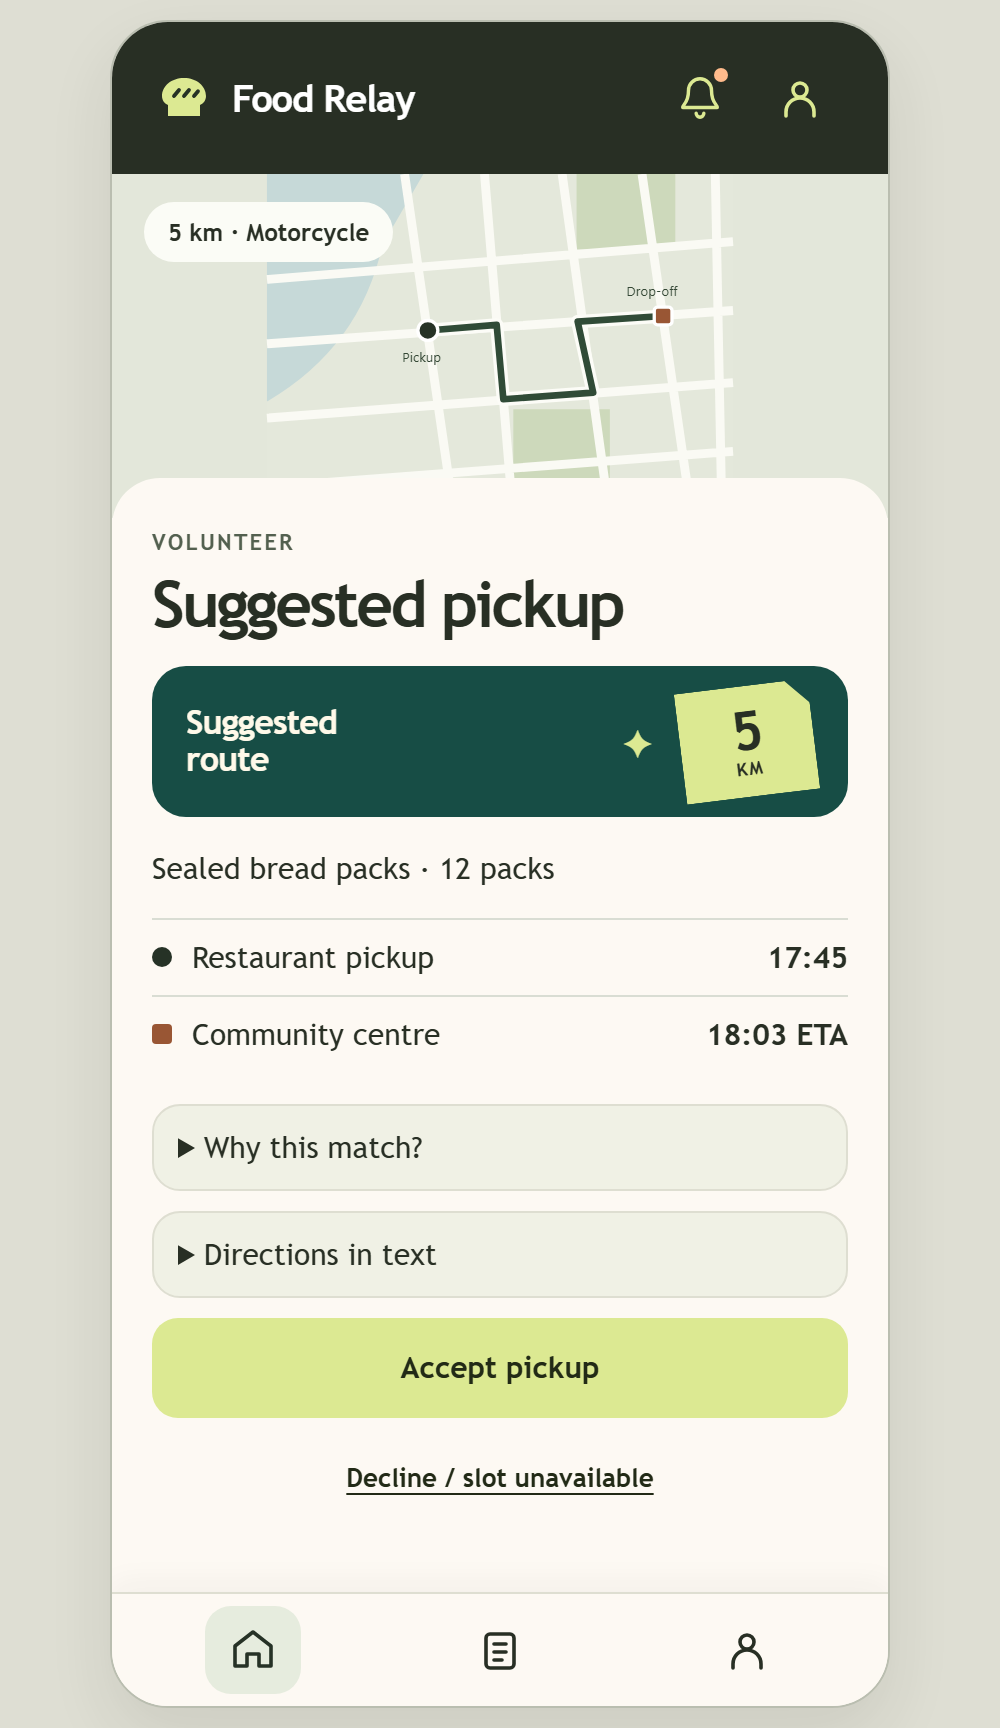 Food Relay
5 km · Motorcycle
Drop-off
Pickup
VOLUNTEER
Suggested pickup
Suggested
route
5
KM
Sealed bread packs · 12 packs
Restaurant pickup 17:45
Community centre 18:03 ETA
Why this match?
Directions in text
Accept pickup
Decline / slot unavailable